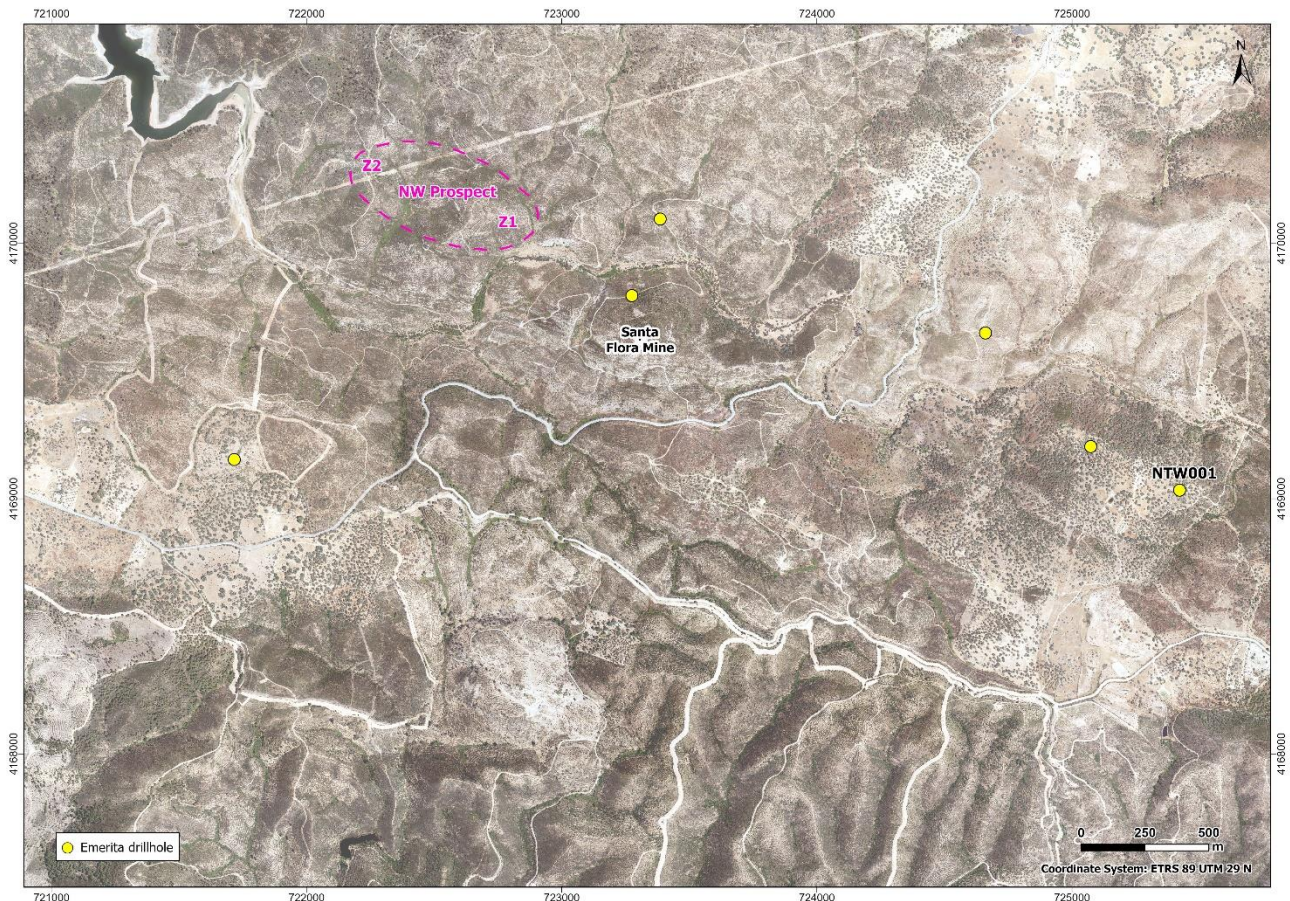 721000 722000 723000 724000 725000
N
Z2
NW Prospect
Z1
4170000 4170000
Santa
Flora Mine
NTW001
4169000 4169000
4168000 4168000
Emerita drillhole
0 250 500
m
Coordinate System: ETRS 89 UTM 29 N
721000 722000 723000 724000 725000